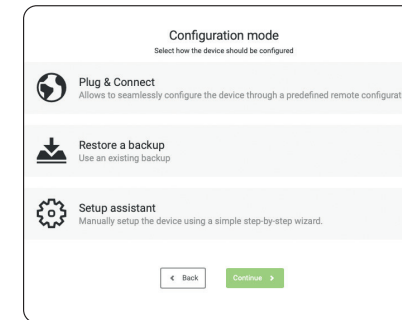 Configuration mode
Select how the device should be configured
Plug & Connect
Allows to seamlessly configure the device through a predefined remote configurat
Restore a backup
Use an existing backup
Setup assistant
Manually setup the device using a simple step-by-step wizard.
Back
Continue